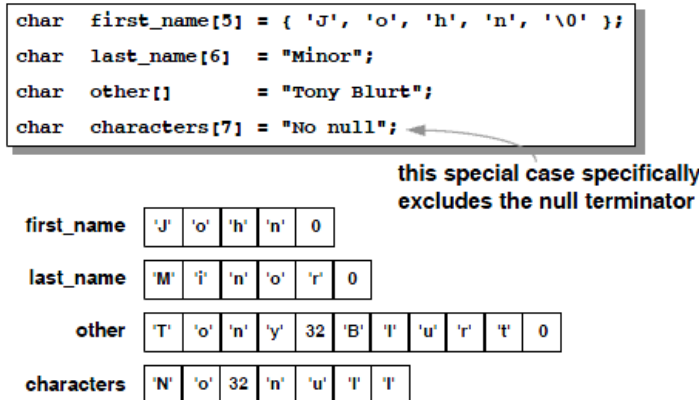 char first_name[5] = { 'J', 'o', 'h', 'n', '\0' };
char last_name[6] = "Minor";
char other[] = "Tony Blurt";
char characters[7] = "No null";
this special case specifically
excludes the null terminator
first_name 'J' 'o' 'h' 'n' 0
last_name 'M' 'i' 'n' 'o' 'r' 0
other 'T' 'o' 'n' 'y' 32 'B' 'l' 'u' 'r' 't' 0
characters 'N' 'o' 32 'n' 'u' 'l' 'l'